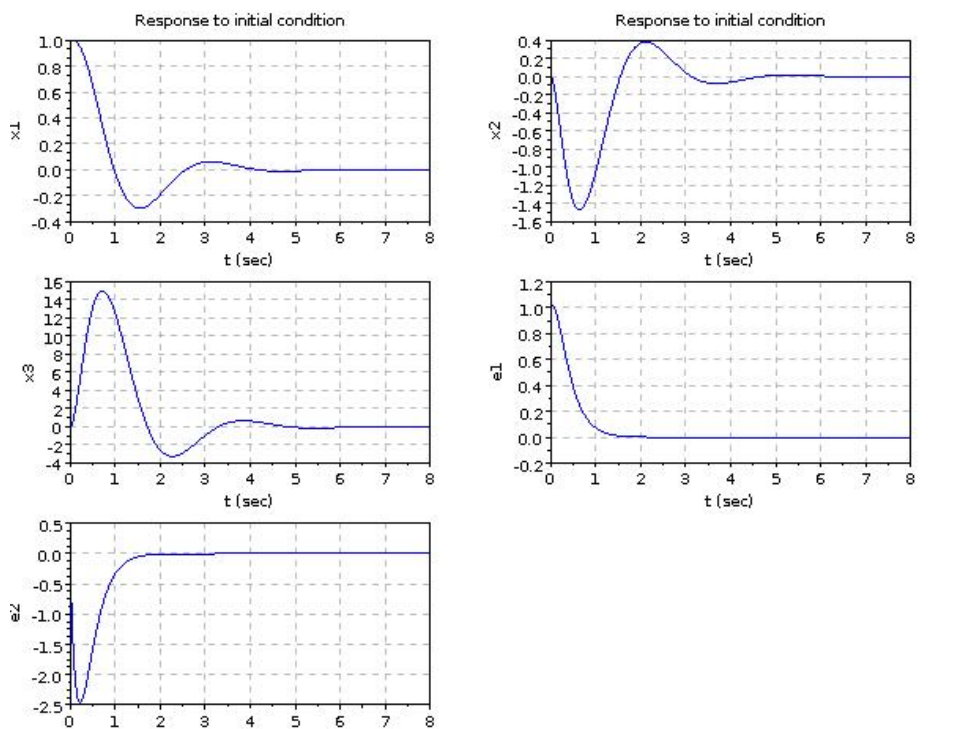 Response to initial condition
1.0
0.8
0.6
0.4
0.2
0.0
-0.2
-0.4
x1
0 1 2 3 4 5 6 7 8
t (sec)
Response to initial condition
0.4
0.2
0.0
-0.2
-0.4
-0.6
-0.8
-1.0
-1.2
-1.4
-1.6
x2
0 1 2 3 4 5 6 7 8
t (sec)
16
14
12
10
8
6
4
2
0
-2
-4
x3
0 1 2 3 4 5 6 7 8
t (sec)
1.2
1.0
0.8
0.6
0.4
0.2
0.0
-0.2
e1
0 1 2 3 4 5 6 7 8
t (sec)
0.5
0.0
-0.5
-1.0
-1.5
-2.0
-2.5
e2
0 1 2 3 4 5 6 7 8